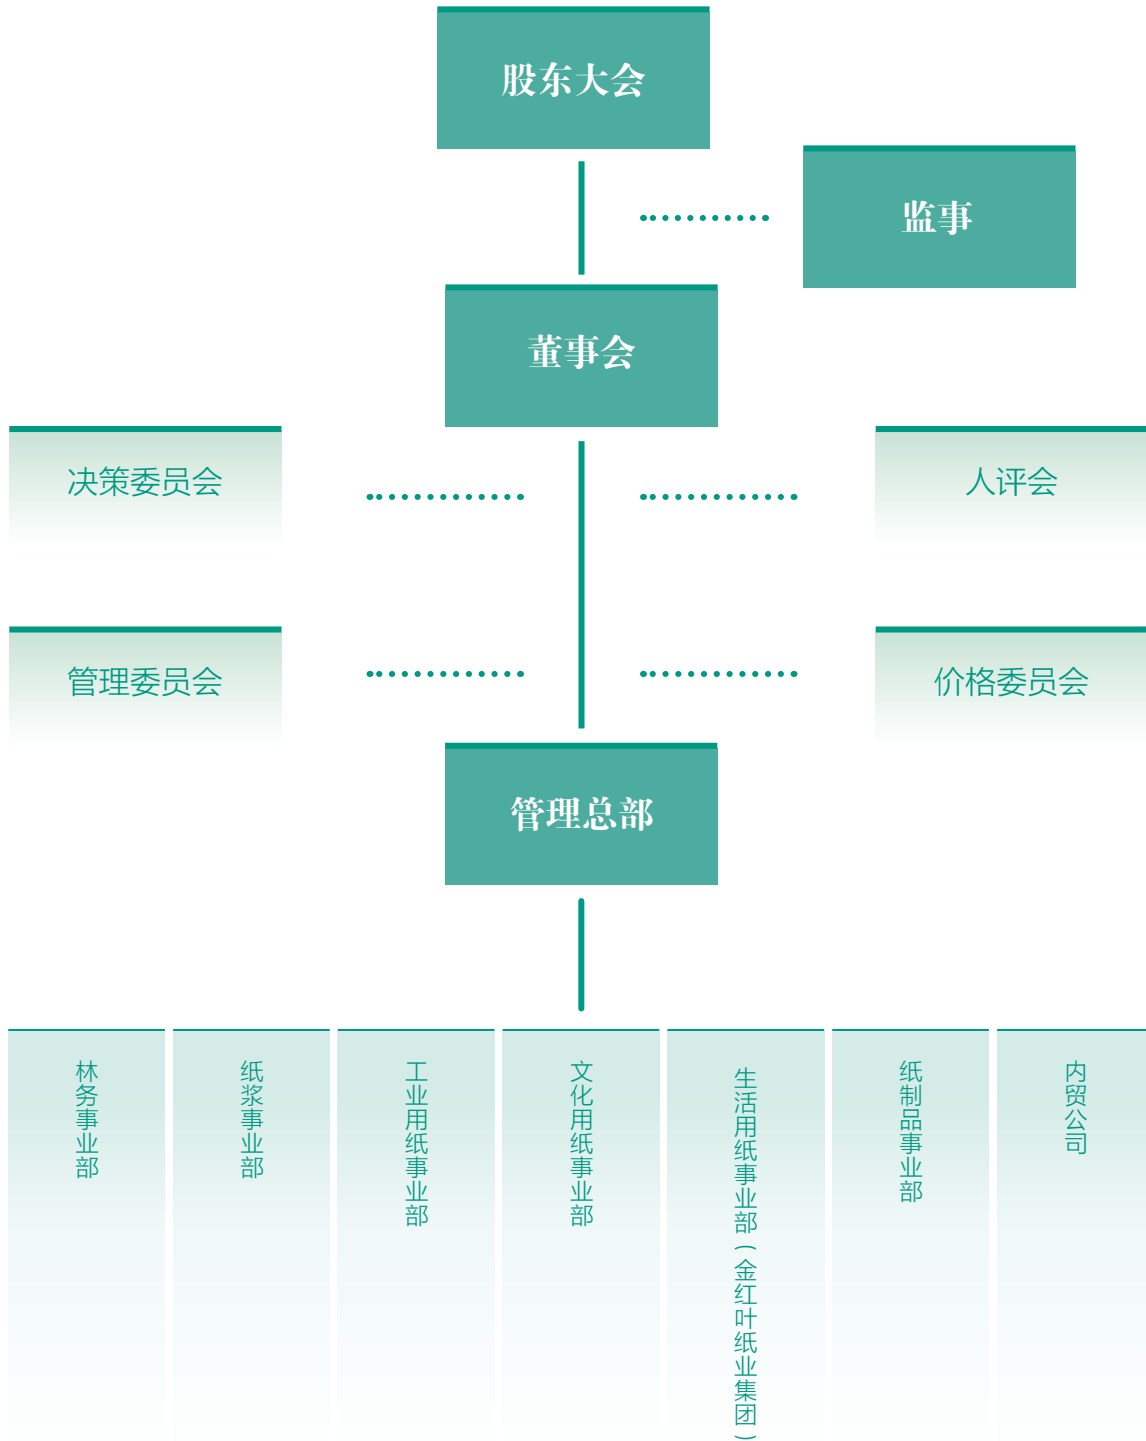 股东大会
监事
董事会
决策委员会
人评会
管理委员会
价格委员会
管理总部
林务事业部
纸浆事业部
工业用纸事业部
文化用纸事业部
生活用纸事业部(金红叶纸业集团)
纸制品事业部
内贸公司